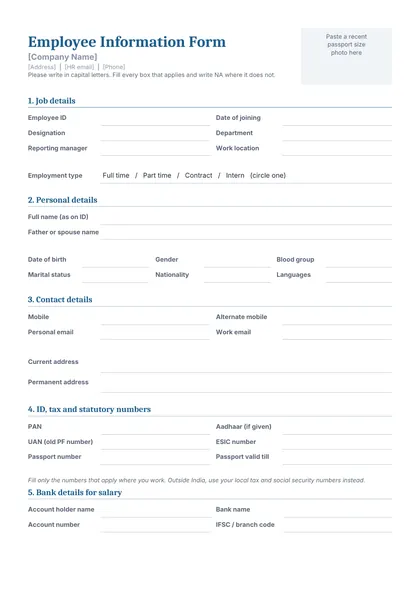 Employee Information Form
[Company Name]
[Address] | [HR email] | [Phone]
Please write in capital letters. Fill every box that applies and write NA where it does not.
Paste a recent
passport size
photo here
1. Job details
Employee ID
Date of joining
Designation
Department
Reporting manager
Work location
Employment type Full time / Part time / Contract / Intern (circle one)
2. Personal details
Full name (as on ID)
Father or spouse name
Date of birth
Gender
Blood group
Marital status
Nationality
Languages
3. Contact details
Mobile
Alternate mobile
Personal email
Work email
Current address
Permanent address
4. ID, tax and statutory numbers
PAN
Aadhaar (if given)
UAN (old PF number)
ESIC number
Passport number
Passport valid till
Fill only the numbers that apply where you work. Outside India, use your local tax and social security numbers instead.
5. Bank details for salary
Account holder name
Bank name
Account number
IFSC / branch code